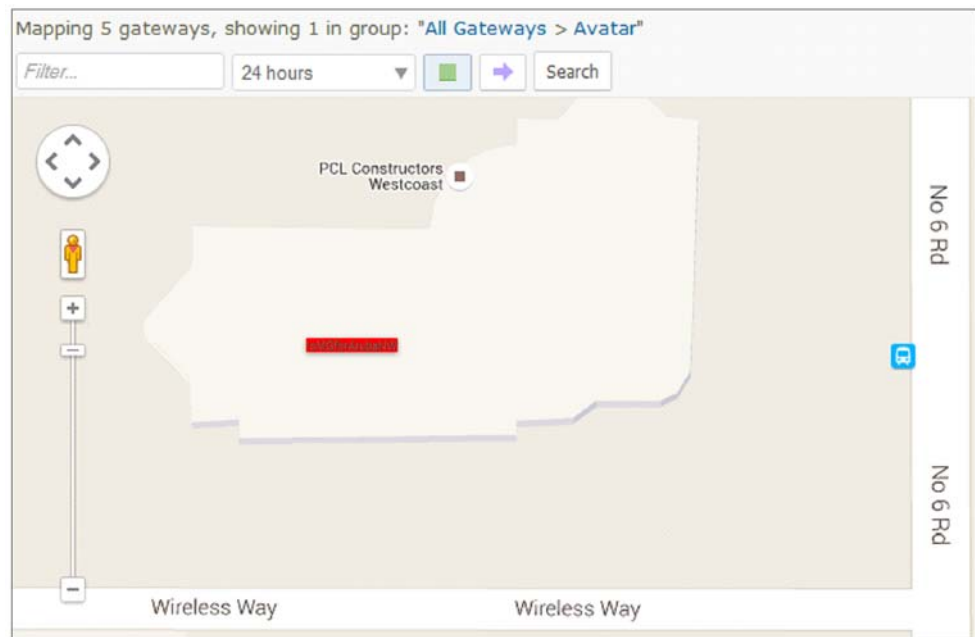 Mapping 5 gateways, showing 1 in group: "All Gateways > Avatar"
Filter...
24 hours
Search
PCL Constructors
Westcoast
No 6 Rd
No 6 Rd
Wireless Way
Wireless Way